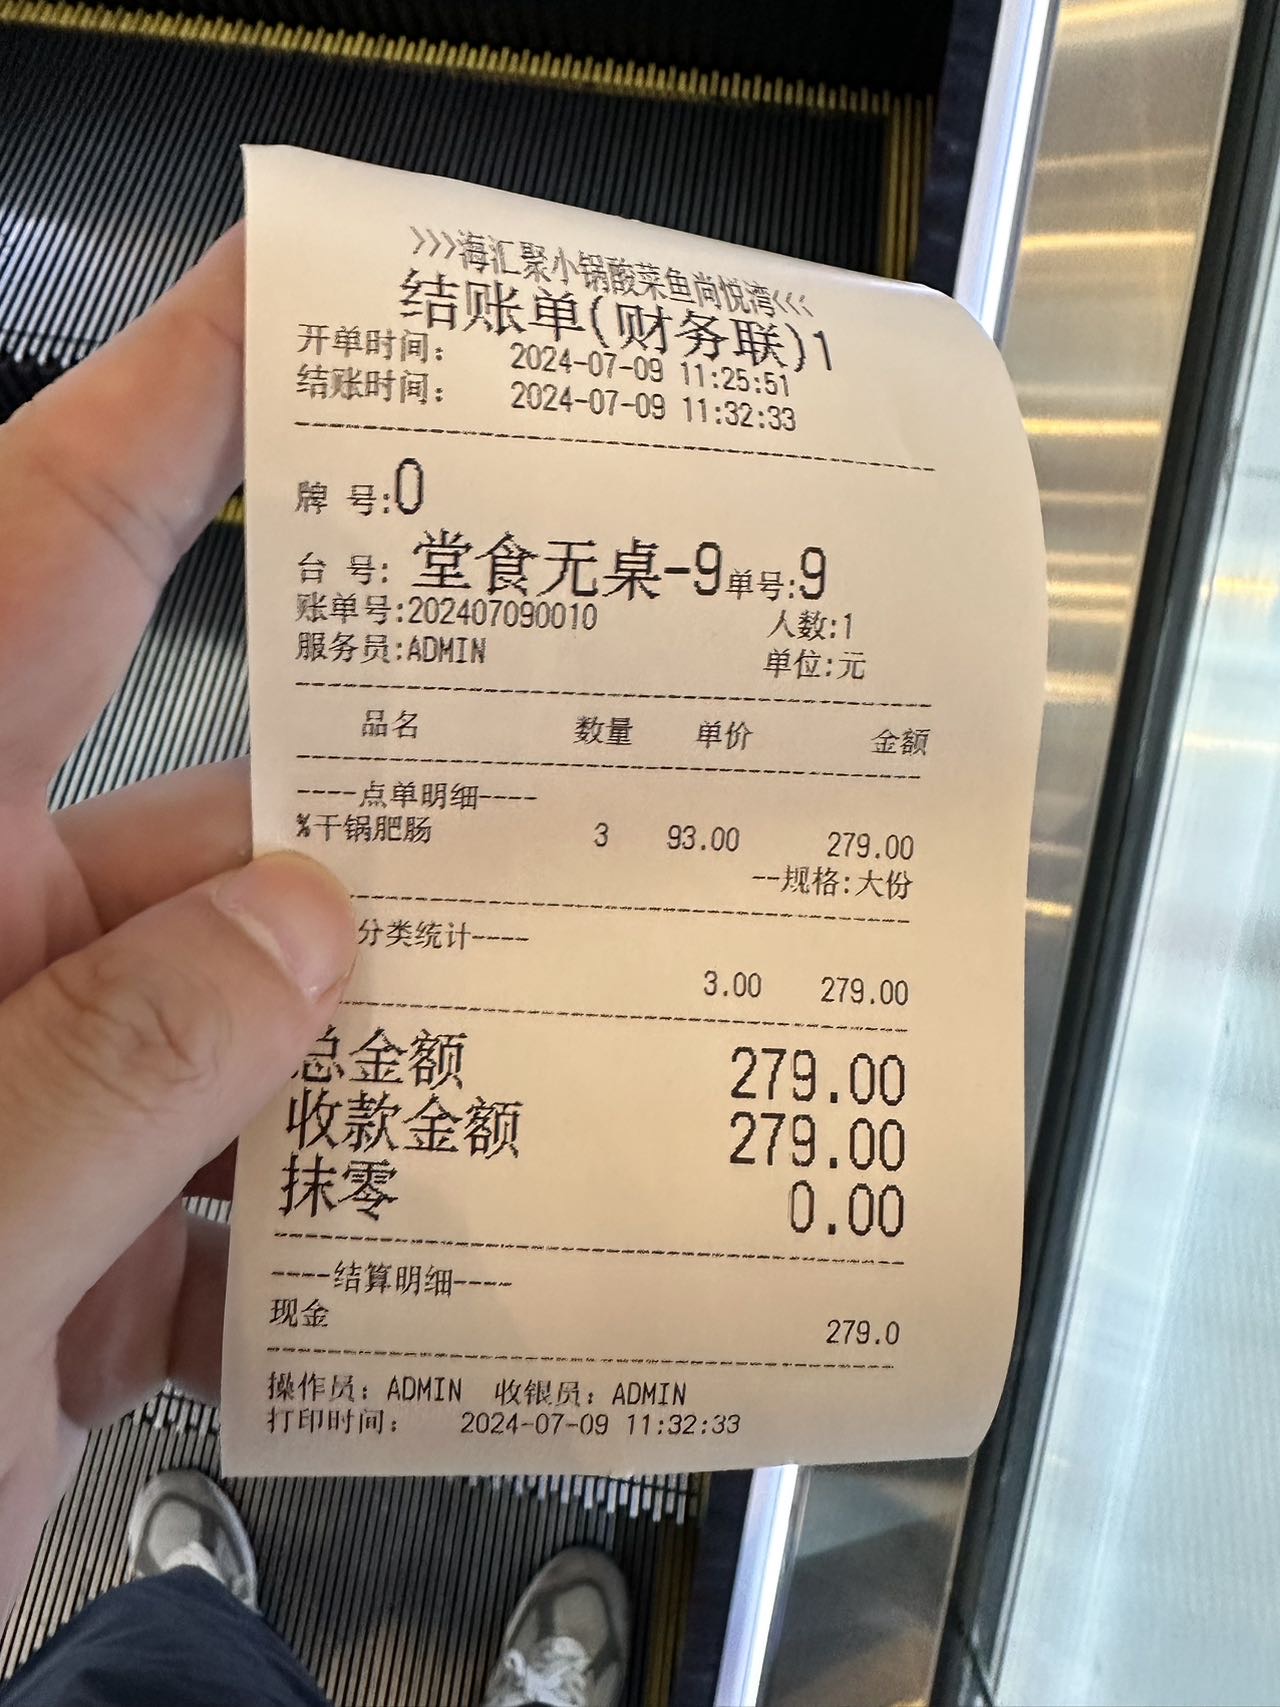 >>>海汇聚小锅酸菜鱼尚悦湾<<<
结账单(财务联)1
开单时间: 2024-07-09 11:25:51
结账时间: 2024-07-09 11:32:33
牌 号:0
台 号: 堂食无桌-9 单号:9
账单号:202407090010 人数:1
服务员:ADMIN 单位:元
品名 数量 单价 金额
----点单明细----
%干锅肥肠 3 93.00 279.00
--规格:大份
分类统计----
3.00 279.00
总金额 279.00
收款金额 279.00
抹零 0.00
----结算明细----
现金 279.0
操作员: ADMIN 收银员: ADMIN
打印时间: 2024-07-09 11:32:33